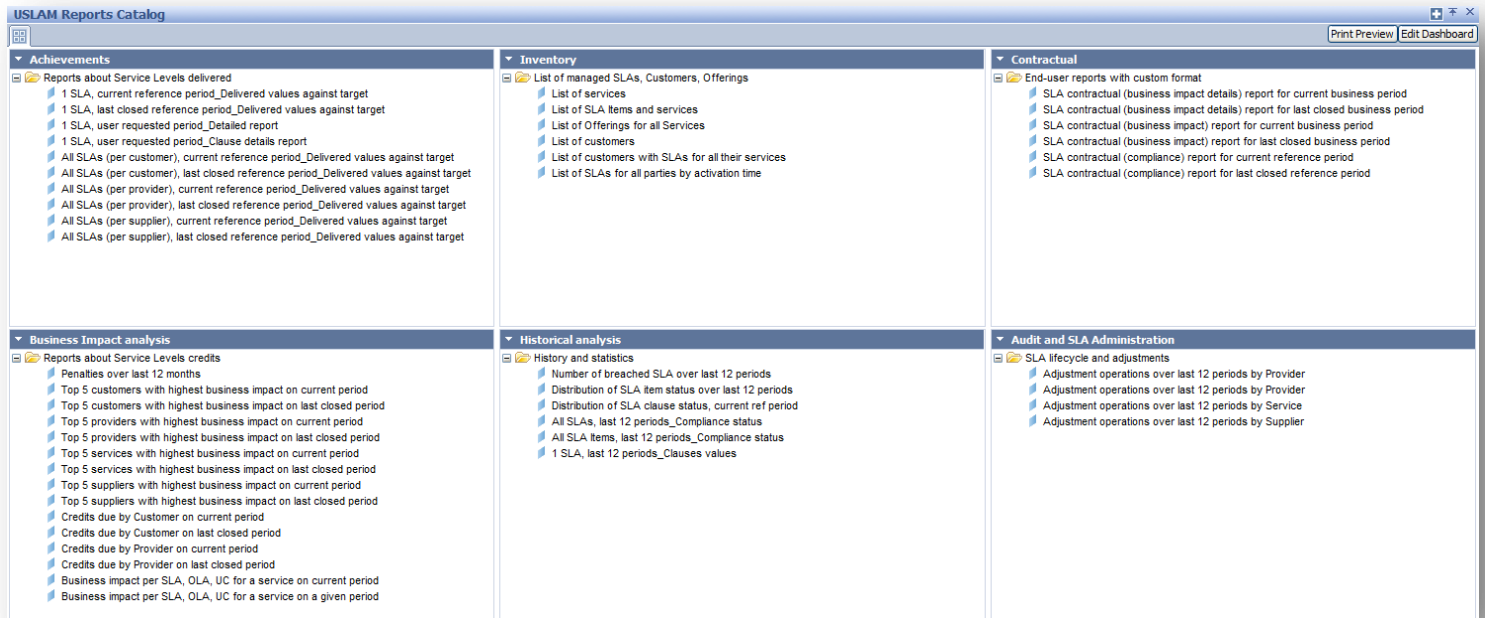 USLAM Reports Catalog
Print Preview Edit Dashboard
Achievements
Reports about Service Levels delivered
1 SLA, current reference period_Delivered values against target
1 SLA, last closed reference period_Delivered values against target
1 SLA, user requested period_Detailed report
1 SLA, user requested period_Clause details report
All SLAs (per customer), current reference period_Delivered values against target
All SLAs (per customer), last closed reference period_Delivered values against target
All SLAs (per provider), current reference period_Delivered values against target
All SLAs (per provider), last closed reference period_Delivered values against target
All SLAs (per supplier), current reference period_Delivered values against target
All SLAs (per supplier), last closed reference period_Delivered values against target
Inventory
List of managed SLAs, Customers, Offerings
List of services
List of SLA Items and services
List of Offerings for all Services
List of customers
List of customers with SLAs for all their services
List of SLAs for all parties by activation time
Contractual
End-user reports with custom format
SLA contractual (business impact details) report for current business period
SLA contractual (business impact details) report for last closed business period
SLA contractual (business impact) report for current business period
SLA contractual (business impact) report for last closed business period
SLA contractual (compliance) report for current reference period
SLA contractual (compliance) report for last closed reference period
Business Impact analysis
Reports about Service Levels credits
Penalties over last 12 months
Top 5 customers with highest business impact on current period
Top 5 customers with highest business impact on last closed period
Top 5 providers with highest business impact on current period
Top 5 providers with highest business impact on last closed period
Top 5 services with highest business impact on current period
Top 5 services with highest business impact on last closed period
Top 5 suppliers with highest business impact on current period
Top 5 suppliers with highest business impact on last closed period
Credits due by Customer on current period
Credits due by Customer on last closed period
Credits due by Provider on current period
Credits due by Provider on last closed period
Business impact per SLA, OLA, UC for a service on current period
Business impact per SLA, OLA, UC for a service on a given period
Historical analysis
History and statistics
Number of breached SLA over last 12 periods
Distribution of SLA item status over last 12 periods
Distribution of SLA clause status, current ref period
All SLAs, last 12 periods_Compliance status
All SLA Items, last 12 periods_Compliance status
1 SLA, last 12 periods_Clauses values
Audit and SLA Administration
SLA lifecycle and adjustments
Adjustment operations over last 12 periods by Provider
Adjustment operations over last 12 periods by Provider
Adjustment operations over last 12 periods by Service
Adjustment operations over last 12 periods by Supplier